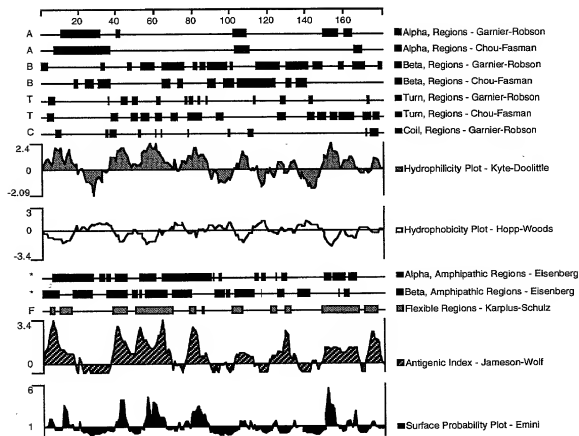 20 40 60 80 100 120 140 160
A Alpha, Regions - Garnier-Robson
A Alpha, Regions - Chou-Fasman
B Beta, Regions - Garnier-Robson
B Beta, Regions - Chou-Fasman
T Turn, Regions - Garnier-Robson
T Turn, Regions - Chou-Fasman
C Coil, Regions - Garnier-Robson
2.4
0 Hydrophilicity Plot - Kyte-Doolittle
-2.09
3
0 Hydrophobicity Plot - Hopp-Woods
-3.4
* Alpha, Amphipathic Regions - Eisenberg
* Beta, Amphipathic Regions - Eisenberg
F Flexible Regions - Karplus-Schulz
3.4
0 Antigenic Index - Jameson-Wolf
6
1 Surface Probability Plot - Emini